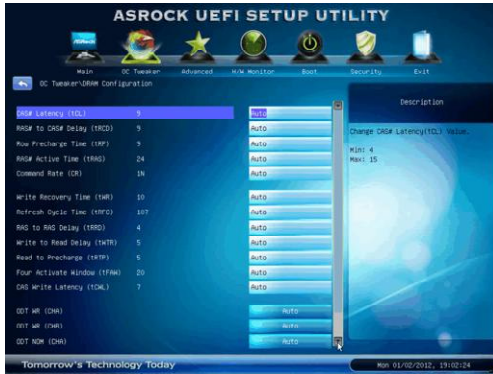 ASROCK UEFI SETUP UTILITY
ASRock
Main OC Tweaker Advanced H/W Monitor Boot Security Exit
OC Tweaker\DRAM Configuration
Description
CAS# Latency (tCL) 9 Auto
Change CAS# Latency(tCL) Value.
RAS# to CAS# Delay (tRCD) 9 Auto
Min: 4
Row Precharge Time (tRP) 9 Auto
Max: 15
RAS# Active Time (tRAS) 24 Auto
Command Rate (CR) 1N Auto
Write Recovery Time (tWR) 10 Auto
Refresh Cycle Time (tRFC) 107 Auto
RAS to RAS Delay (tRRD) 4 Auto
Write to Read Delay (tWTR) 5 Auto
Read to Precharge (tRTP) 5 Auto
Four Activate Window (tFAW) 20 Auto
CAS Write Latency (tCWL) 7 Auto
ODT WR (CHA) Auto
ODT WR (CHB) Auto
ODT NOM (CHA) Auto
Tomorrow's Technology Today
Mon 01/02/2012, 19:02:24